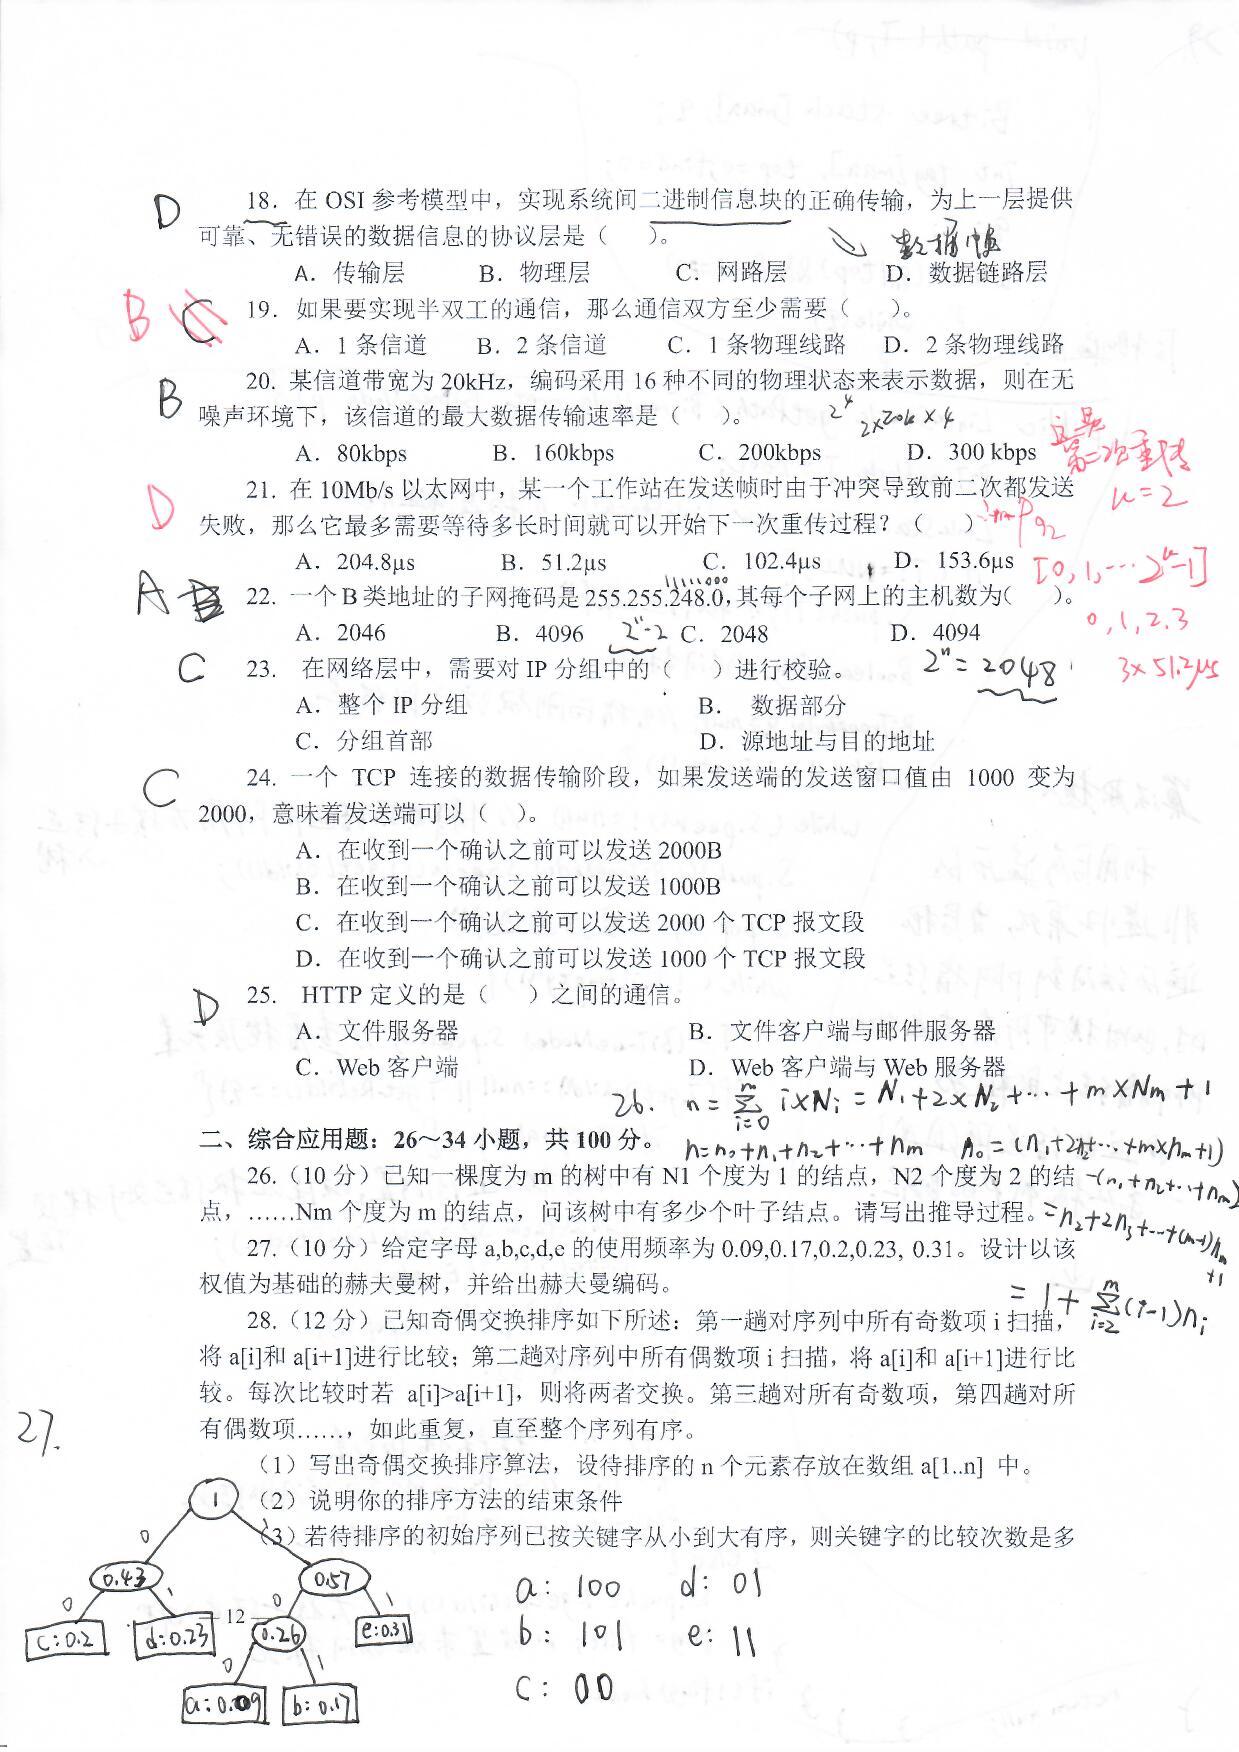 D 18．在 OSI 参考模型中，实现系统间二进制信息块的正确传输，为上一层提供
可靠、无错误的数据信息的协议层是（ ）。 数据帧
A．传输层 B．物理层 C．网路层 D．数据链路层
B C 19．如果要实现半双工的通信，那么通信双方至少需要（ ）。
A．1 条信道 B．2 条信道 C．1 条物理线路 D．2 条物理线路
B 20. 某信道带宽为 20kHz，编码采用 16 种不同的物理状态来表示数据，则在无
噪声环境下，该信道的最大数据传输速率是（ ）。 2^4 2×20k×4
A．80kbps B．160kbps C．200kbps D．300 kbps
这是
第二次重传
u=2
D 21. 在 10Mb/s 以太网中，某一个工作站在发送帧时由于冲突导致前二次都发送
失败，那么它最多需要等待多长时间就可以开始下一次重传过程？（ ） P92
A．204.8μs B．51.2μs C．102.4μs D．153.6μs [0,1,…2^u-1]
11111000
A 22. 一个 B 类地址的子网掩码是 255.255.248.0,其每个子网上的主机数为( )。
0,1,2,3
A．2046 B．4096 2^11-2 C．2048 D．4094
C 23. 在网络层中，需要对 IP 分组中的（ ）进行校验。 2^11=2048 3×51.2μs
A．整个 IP 分组 B． 数据部分
C．分组首部 D．源地址与目的地址
C 24. 一个 TCP 连接的数据传输阶段，如果发送端的发送窗口值由 1000 变为
2000，意味着发送端可以（ ）。
A．在收到一个确认之前可以发送 2000B
B．在收到一个确认之前可以发送 1000B
C．在收到一个确认之前可以发送 2000 个 TCP 报文段
D．在收到一个确认之前可以发送 1000 个 TCP 报文段
D 25. HTTP 定义的是（ ）之间的通信。
A．文件服务器 B．文件客户端与邮件服务器
C．Web 客户端 D．Web 客户端与 Web 服务器
26. n=∑(i=0..m) i×Ni=N1+2×N2+…+m×Nm+1
二、综合应用题：26～34 小题，共 100 分。
n=n0+n1+n2+…+nm n0=(n1+2n2…+m×nm+1)
26.（10 分）已知一棵度为 m 的树中有 N1 个度为 1 的结点，N2 个度为 2 的结 -(n1+n2+…+nm)
点，……Nm 个度为 m 的结点，问该树中有多少个叶子结点。请写出推导过程。 =n2+2n3+…+(m-1)nm+1
27.（10 分）给定字母 a,b,c,d,e 的使用频率为 0.09,0.17,0.2,0.23, 0.31。设计以该
权值为基础的赫夫曼树，并给出赫夫曼编码。
=1+∑(i=2..m)(i-1)ni
28.（12 分）已知奇偶交换排序如下所述：第一趟对序列中所有奇数项 i 扫描，
将 a[i]和 a[i+1]进行比较；第二趟对序列中所有偶数项 i 扫描，将 a[i]和 a[i+1]进行比
较。每次比较时若 a[i]>a[i+1]，则将两者交换。第三趟对所有奇数项，第四趟对所
有偶数项……，如此重复，直至整个序列有序。
27.
（1）写出奇偶交换排序算法，设待排序的 n 个元素存放在数组 a[1..n] 中。
1
（2）说明你的排序方法的结束条件
（3）若待排序的初始序列已按关键字从小到大有序，则关键字的比较次数是多
0 1
0.43 0.57
a: 100 d: 01
0 1 0 1
— 12 —
c:0.2 d:0.23 0.26 e:0.31
b: 101 e: 11
0 1
a:0.09 b:0.17
c: 00